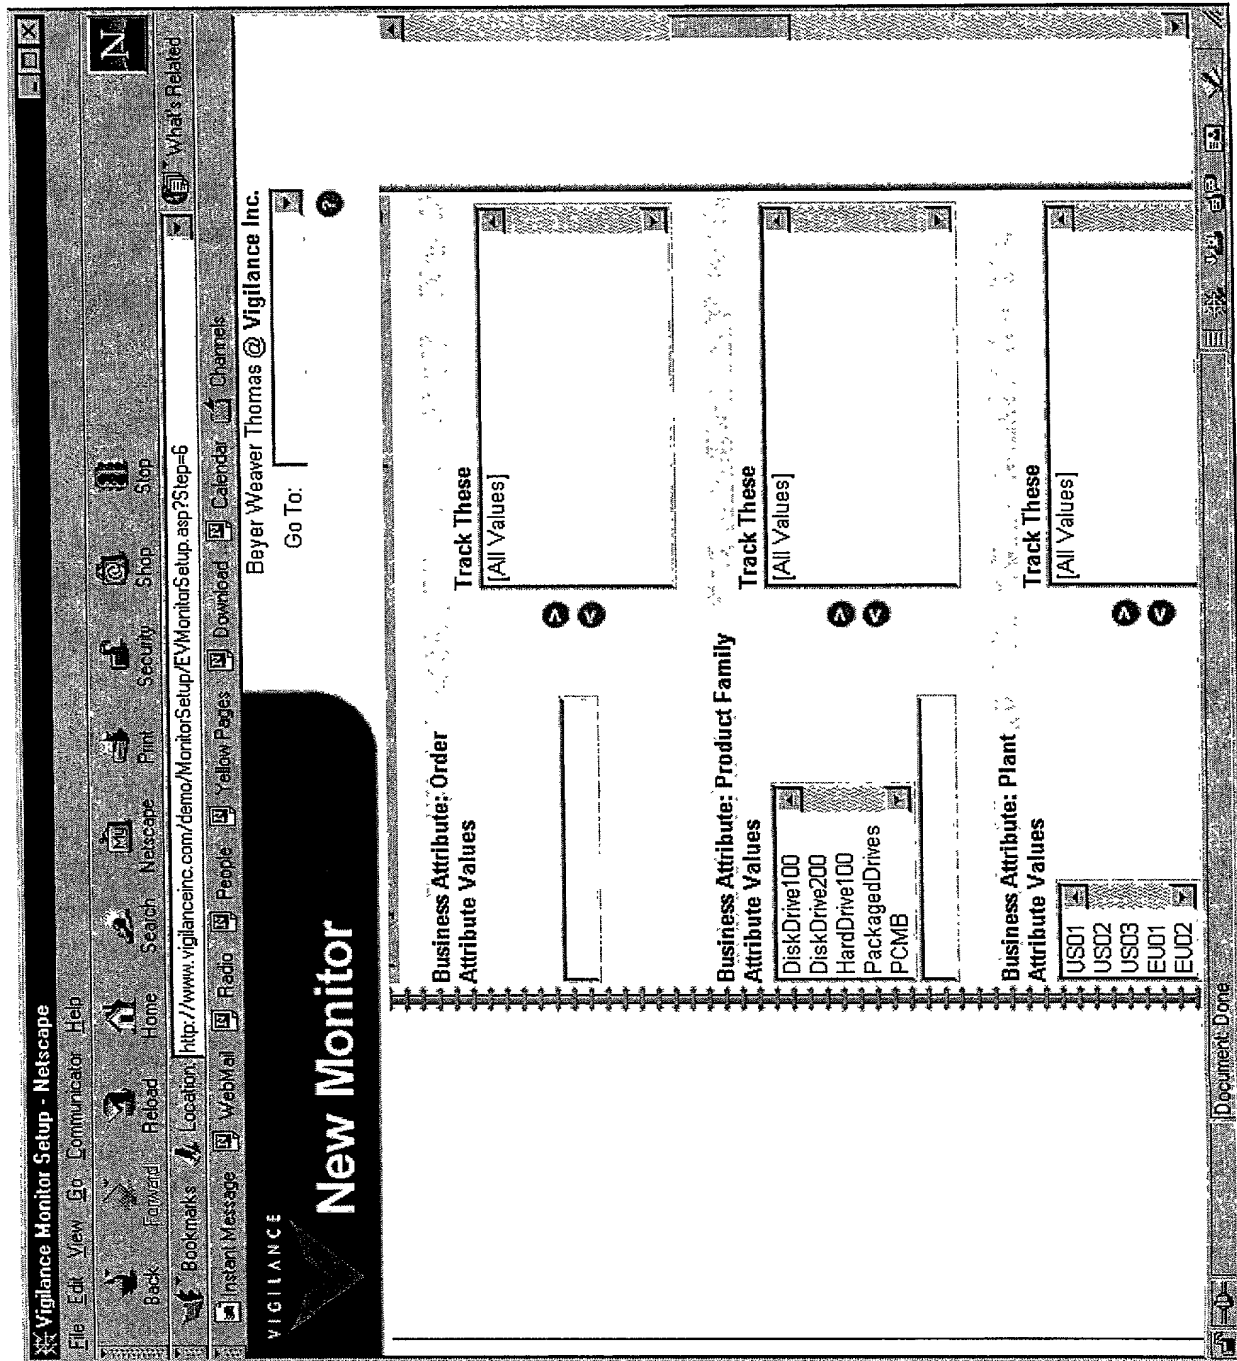 Vigilance Monitor Setup - Netscape
File Edit View Go Communicator Help
Back Forward Reload Home Search Netscape Print Security Shop Stop
N
Bookmarks Location: http://www.vigilanceinc.com/demo/MonitorSetup/EVMonitorSetup.asp?Step=6 What's Related
Instant Message WebMail Radio People Yellow Pages Download Calendar Channels
VIGILANCE
New Monitor
Beyer Weaver Thomas @ Vigilance Inc.
Go To:
?
Business Attribute: Order
Attribute Values
Track These
[All Values]
Business Attribute: Product Family
Attribute Values
Track These
DiskDrive100
DiskDrive200
HardDrive100
PackagedDrives
PCMB
[All Values]
Business Attribute: Plant
Attribute Values
Track These
US01
US02
US03
EU01
EU02
[All Values]
Document: Done